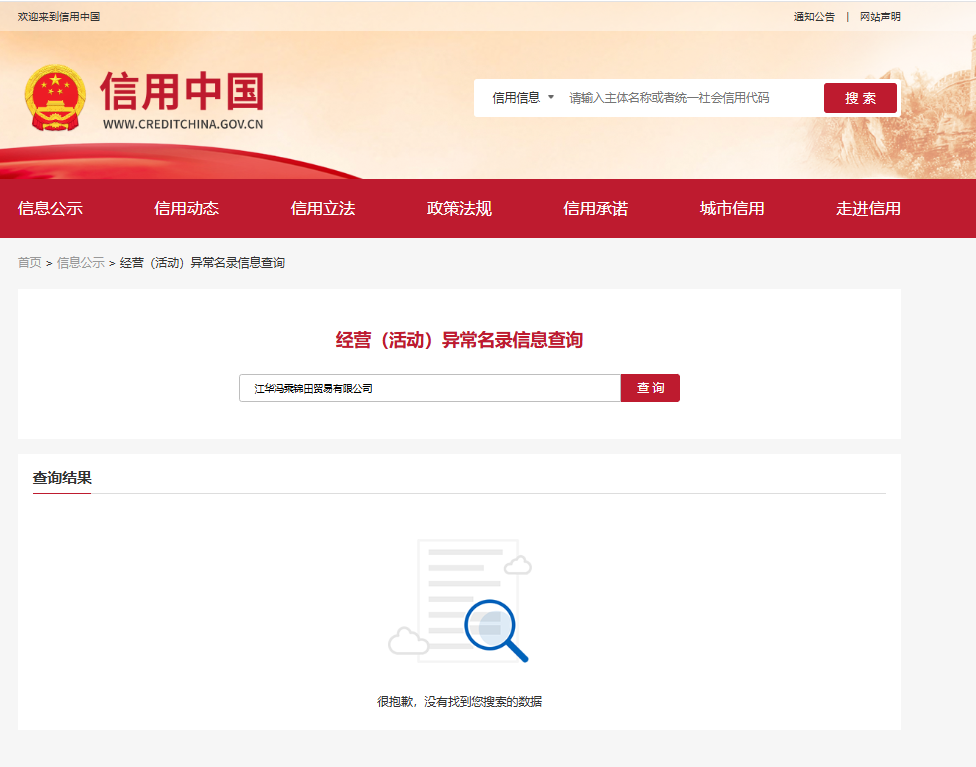 欢迎来到信用中国
通知公告 | 网站声明
信用中国
WWW.CREDITCHINA.GOV.CN
信用信息 请输入主体名称或者统一社会信用代码 搜 索
信息公示 信用动态 信用立法 政策法规 信用承诺 城市信用 走进信用
首页 > 信息公示 > 经营（活动）异常名录信息查询
经营（活动）异常名录信息查询
江华冯乘锦田贸易有限公司 查 询
查询结果
很抱歉，没有找到您搜索的数据